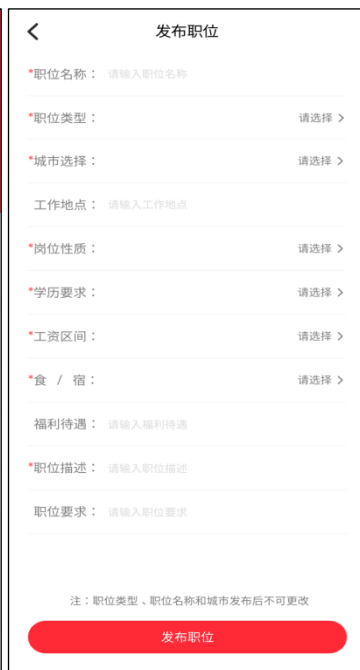 发布职位
*职位名称： 请输入职位名称
*职位类型： 请选择
*城市选择： 请选择
工作地点： 请输入工作地点
*岗位性质： 请选择
*学历要求： 请选择
*工资区间： 请选择
*食 / 宿： 请选择
福利待遇： 请输入福利待遇
*职位描述： 请输入职位描述
职位要求： 请输入职位要求
注：职位类型、职位名称和城市发布后不可更改
发布职位